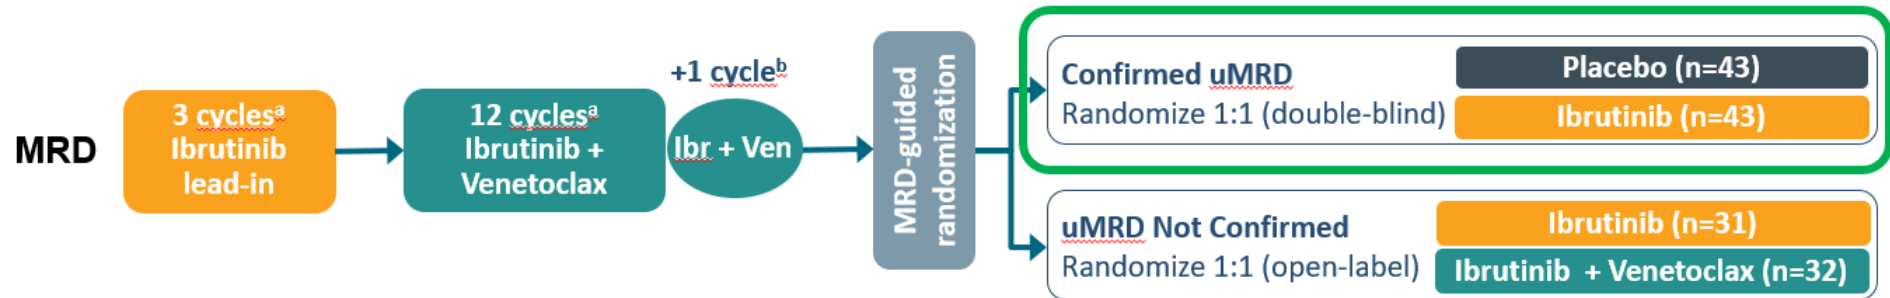 MRD
3 cyclesᵃ
Ibrutinib
lead-in
12 cyclesᵃ
Ibrutinib +
Venetoclax
+1 cycleᵇ
Ibr + Ven
MRD-guided
randomization
Confirmed uMRD
Randomize 1:1 (double-blind)
Placebo (n=43)
Ibrutinib (n=43)
uMRD Not Confirmed
Randomize 1:1 (open-label)
Ibrutinib (n=31)
Ibrutinib + Venetoclax (n=32)